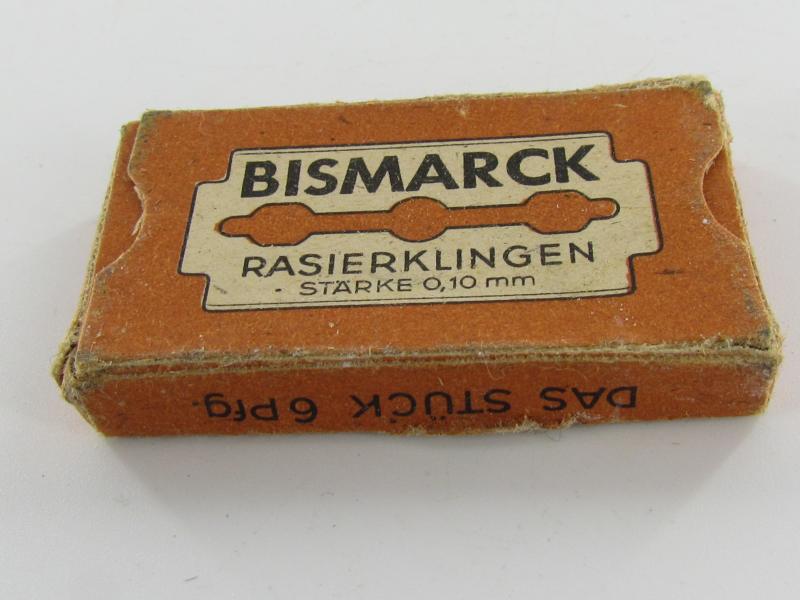 BISMARCK
RASIERKLINGEN
STÄRKE 0,10 mm
DAS STÜCK 6 Pfg.